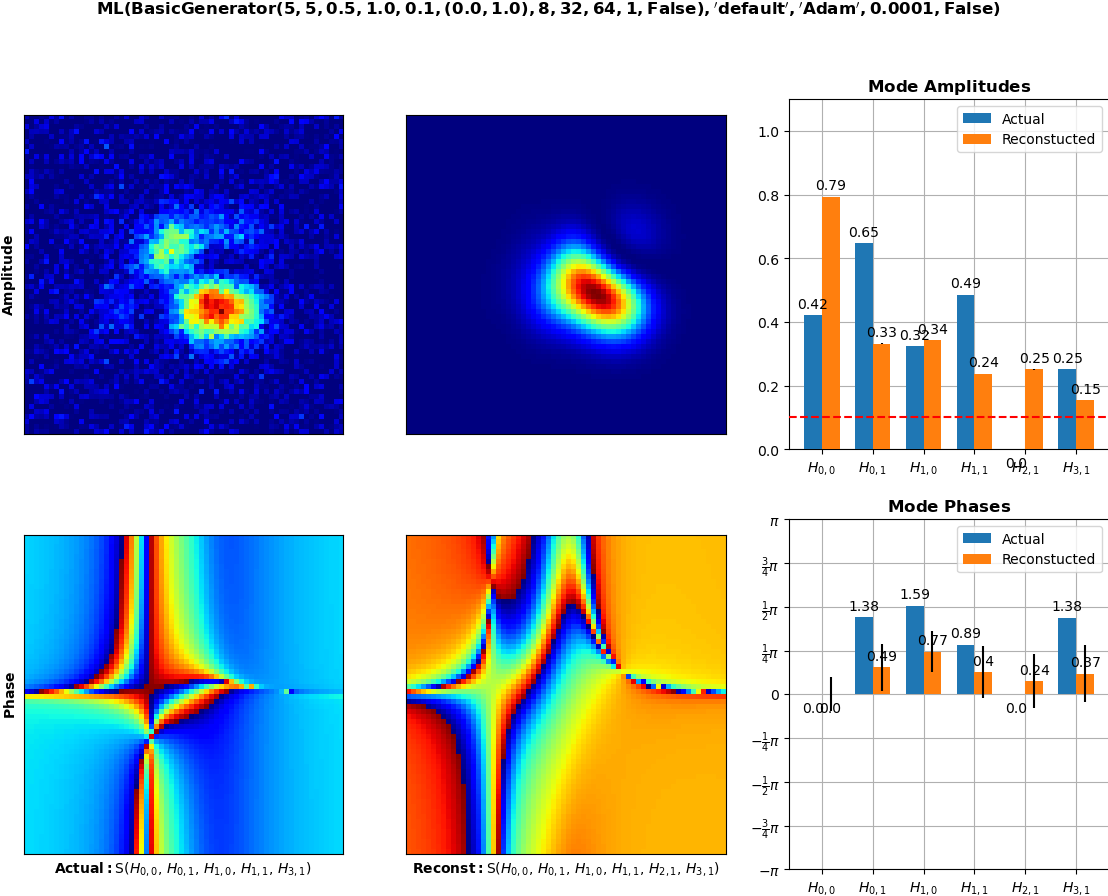 ML(BasicGenerator(5, 5, 0.5, 1.0, 0.1, (0.0, 1.0), 8, 32, 64, 1, False), 'default', 'Adam', 0.0001, False)
Amplitude
Mode Amplitudes
Actual
Reconstucted
1.0
0.8
0.6
0.4
0.2
0.0
0.42
0.79
0.65
0.33
0.32
0.34
0.49
0.24
0.0
0.25
0.25
0.15
H0,0 H0,1 H1,0 H1,1 H2,1 H3,1
Phase
Actual: S(H0,0, H0,1, H1,0, H1,1, H3,1)
Reconst: S(H0,0, H0,1, H1,0, H1,1, H2,1, H3,1)
Mode Phases
Actual
Reconstucted
π
3/4π
1/2π
1/4π
0
−1/4π
−1/2π
−3/4π
−π
0.0
0.0
1.38
0.49
1.59
0.77
0.89
0.4
0.0
0.24
1.38
0.37
H0,0 H0,1 H1,0 H1,1 H2,1 H3,1